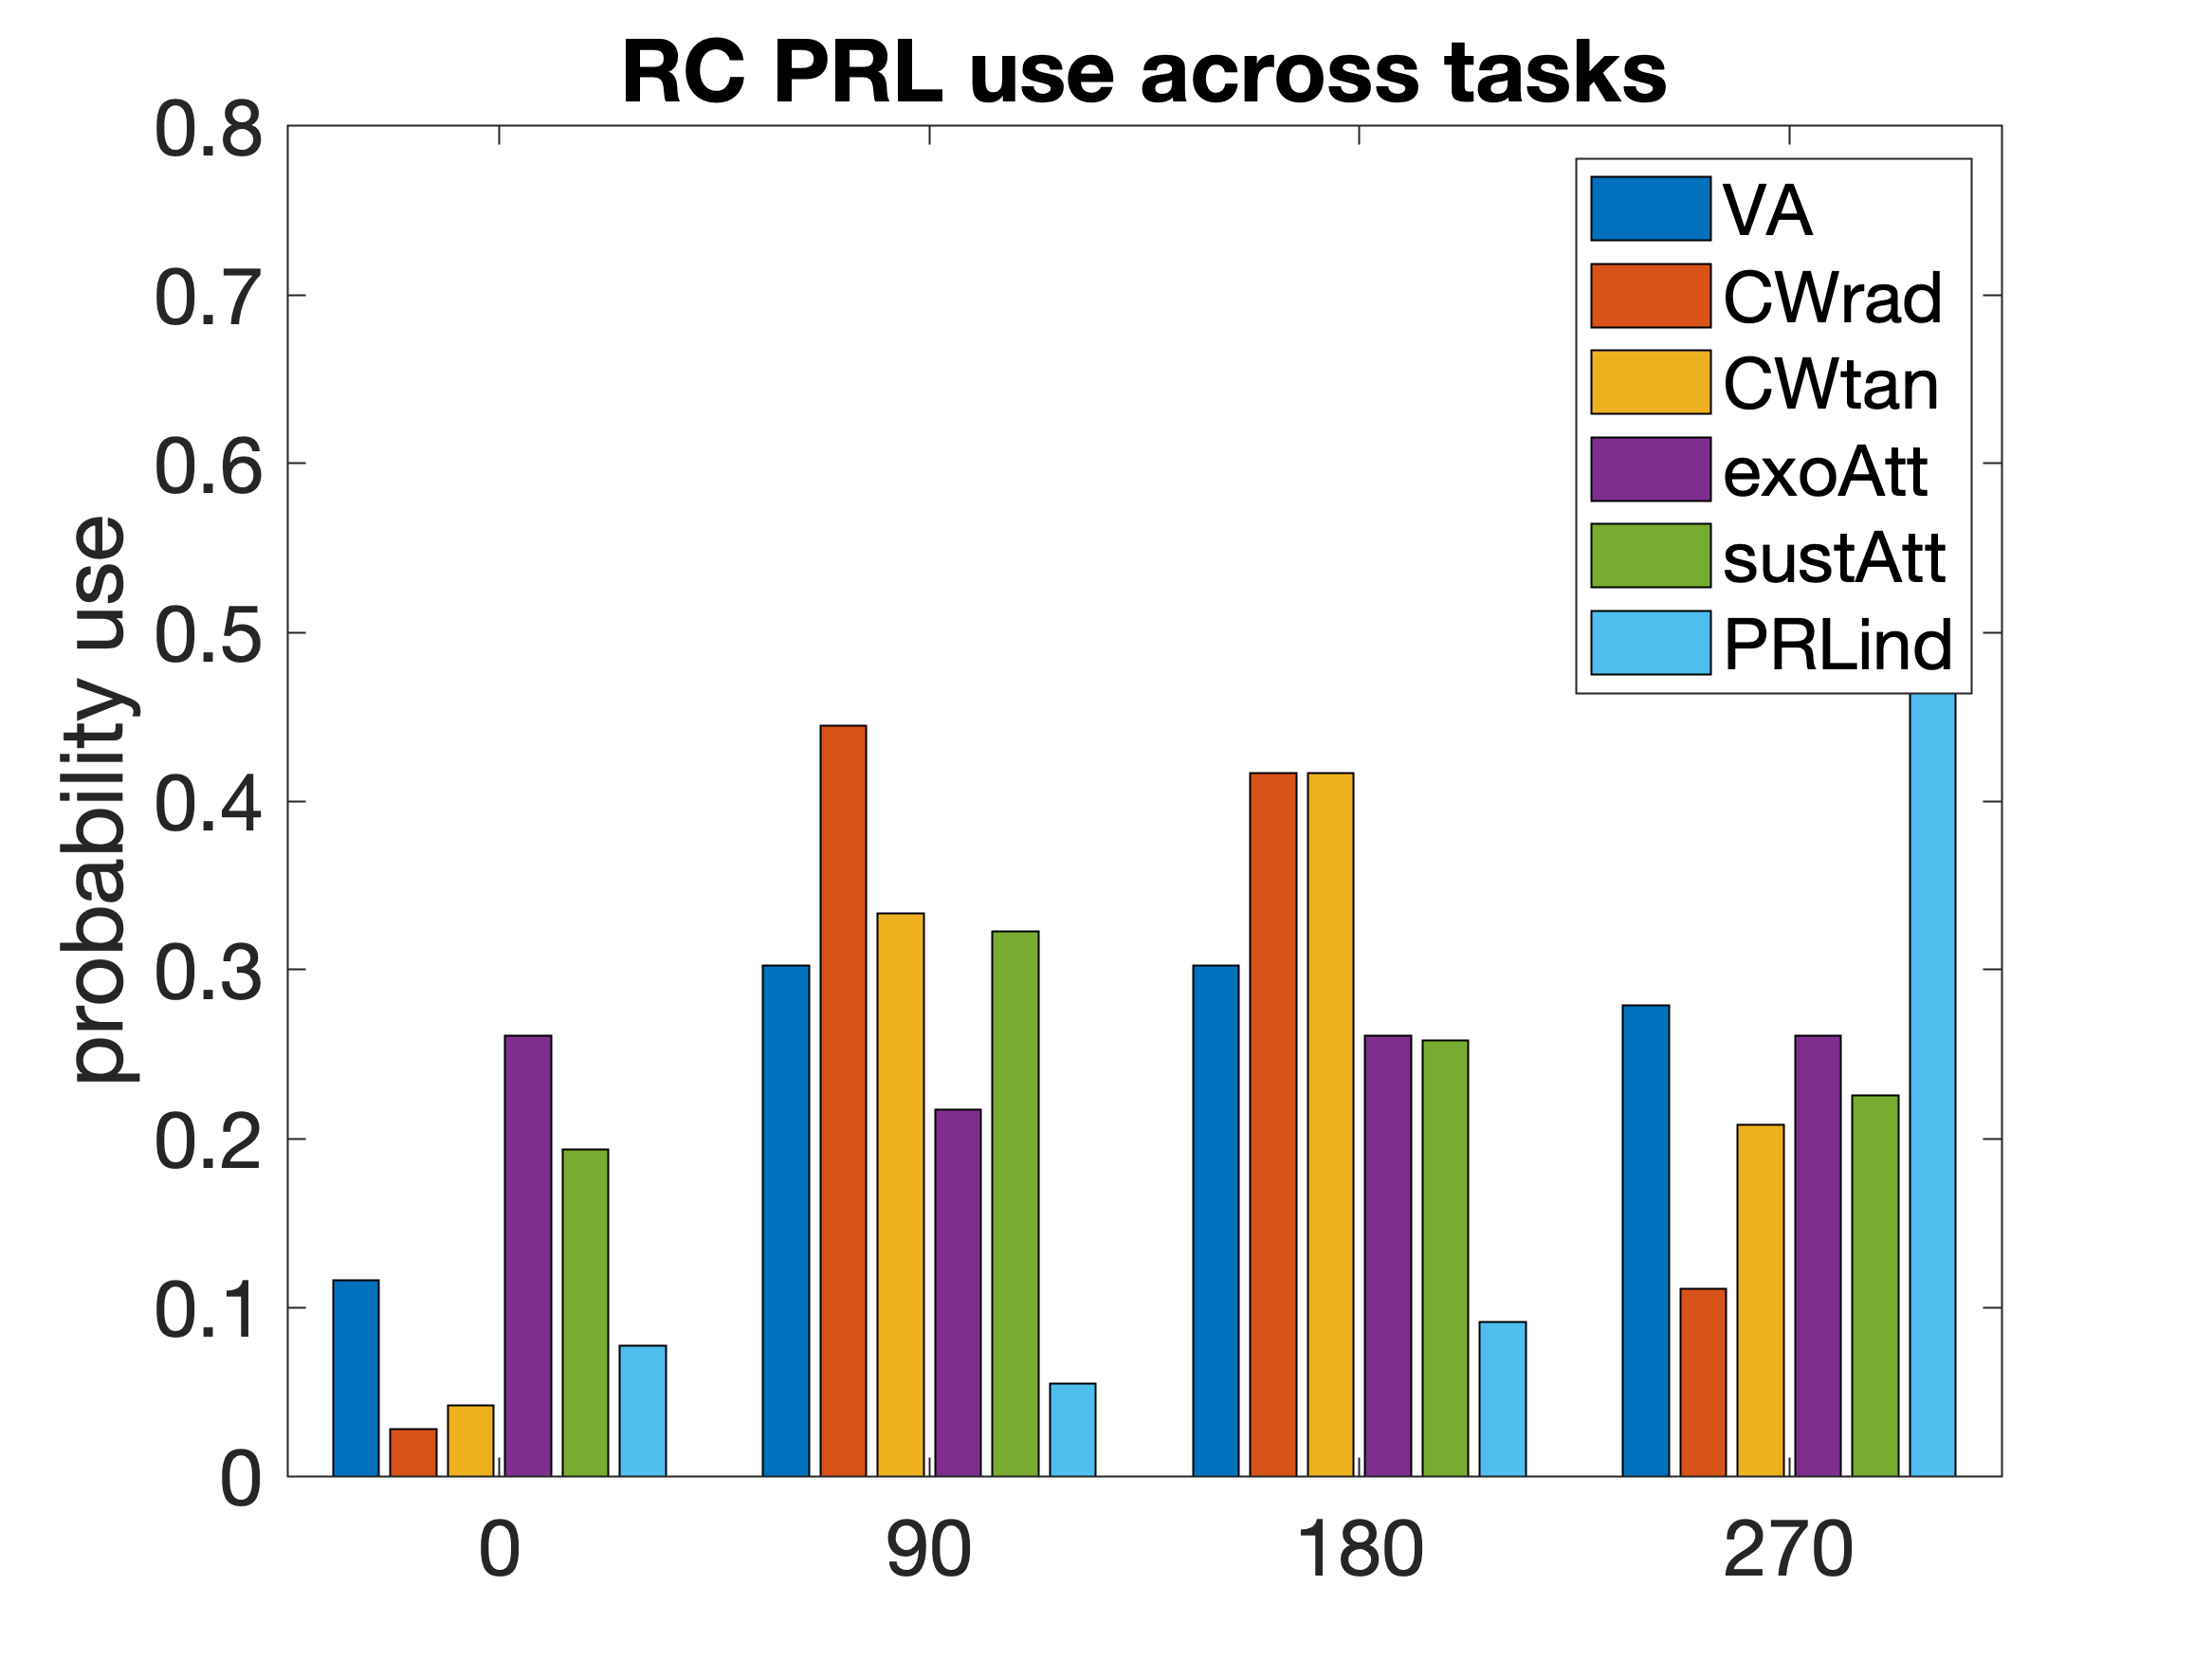 RC PRL use across tasks
probability use
0.8
0.7
0.6
0.5
0.4
0.3
0.2
0.1
0
0 90 180 270
VA
CWrad
CWtan
exoAtt
sustAtt
PRLind